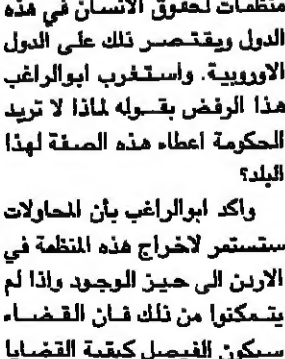 منظمات لحقوق الانسان في هذه
الدول ويقتصر ذلك على الدول
الاوروبية. واستغرب ابوالراغب
هذا الرفض بقوله لماذا لا تريد
الحكومة اعطاء هذه الصفة لهذا
البلد؟
واكد ابوالراغب بأن المحاولات
ستستمر لاخراج هذه المنظمة في
الاردن الى حيز الوجود واذا لم
يتمكنوا من ذلك فان القضاء
سيكون الفيصل كبقية القضايا